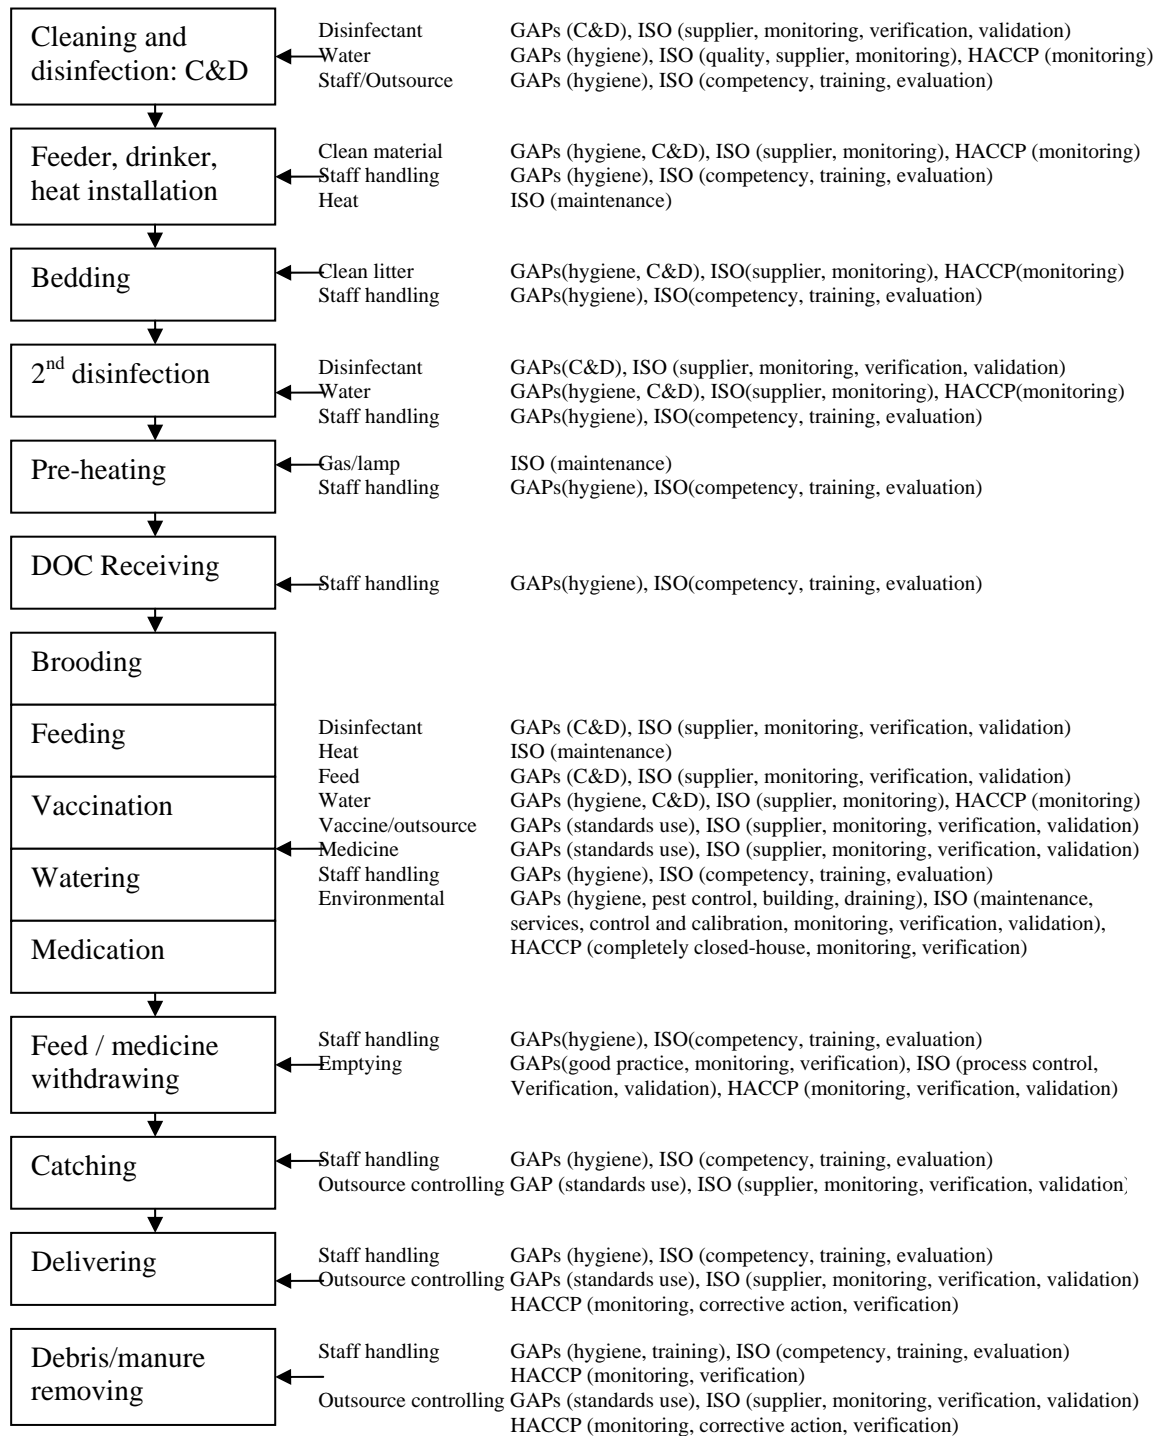 Cleaning and
disinfection: C&D
Disinfectant GAPs (C&D), ISO (supplier, monitoring, verification, validation)
Water GAPs (hygiene), ISO (quality, supplier, monitoring), HACCP (monitoring)
Staff/Outsource GAPs (hygiene), ISO (competency, training, evaluation)
Feeder, drinker,
heat installation
Clean material GAPs (hygiene, C&D), ISO (supplier, monitoring), HACCP (monitoring)
Staff handling GAPs (hygiene), ISO (competency, training, evaluation)
Heat ISO (maintenance)
Bedding
Clean litter GAPs(hygiene, C&D), ISO(supplier, monitoring), HACCP(monitoring)
Staff handling GAPs(hygiene), ISO(competency, training, evaluation)
2nd disinfection
Disinfectant GAPs(C&D), ISO (supplier, monitoring, verification, validation)
Water GAPs(hygiene, C&D), ISO(supplier, monitoring), HACCP(monitoring)
Staff handling GAPs(hygiene), ISO(competency, training, evaluation)
Pre-heating
Gas/lamp ISO (maintenance)
Staff handling GAPs(hygiene), ISO(competency, training, evaluation)
DOC Receiving
Staff handling GAPs(hygiene), ISO(competency, training, evaluation)
Brooding
Feeding
Vaccination
Watering
Medication
Disinfectant GAPs (C&D), ISO (supplier, monitoring, verification, validation)
Heat ISO (maintenance)
Feed GAPs (C&D), ISO (supplier, monitoring, verification, validation)
Water GAPs (hygiene, C&D), ISO (supplier, monitoring), HACCP (monitoring)
Vaccine/outsource GAPs (standards use), ISO (supplier, monitoring, verification, validation)
Medicine GAPs (standards use), ISO (supplier, monitoring, verification, validation)
Staff handling GAPs (hygiene), ISO (competency, training, evaluation)
Environmental GAPs (hygiene, pest control, building, draining), ISO (maintenance,
services, control and calibration, monitoring, verification, validation),
HACCP (completely closed-house, monitoring, verification)
Feed / medicine
withdrawing
Staff handling GAPs(hygiene), ISO(competency, training, evaluation)
Emptying GAPs(good practice, monitoring, verification), ISO (process control,
Verification, validation), HACCP (monitoring, verification, validation)
Catching
Staff handling GAPs (hygiene), ISO (competency, training, evaluation)
Outsource controlling GAP (standards use), ISO (supplier, monitoring, verification, validation)
Delivering
Staff handling GAPs (hygiene), ISO (competency, training, evaluation)
Outsource controlling GAPs (standards use), ISO (supplier, monitoring, verification, validation)
HACCP (monitoring, corrective action, verification)
Debris/manure
removing
Staff handling GAPs (hygiene, training), ISO (competency, training, evaluation)
HACCP (monitoring, verification)
Outsource controlling GAPs (standards use), ISO (supplier, monitoring, verification, validation)
HACCP (monitoring, corrective action, verification)